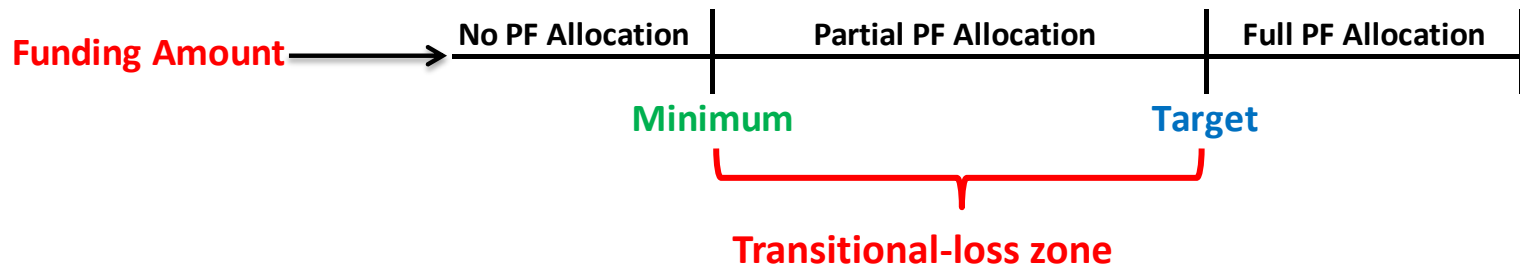 No PF Allocation Partial PF Allocation Full PF Allocation
Funding Amount
Minimum Target
Transitional-loss zone